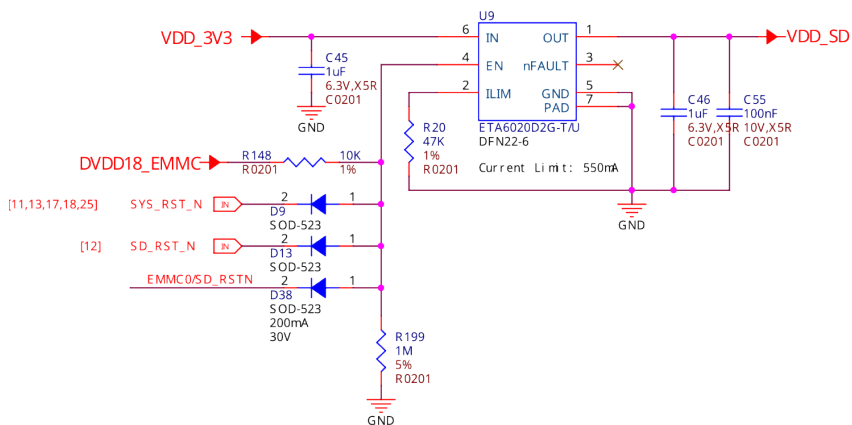 U9
VDD_3V3
6 IN OUT 1
VDD_SD
4 EN nFAULT 3
2 ILIM GND 5
PAD 7
C45
1uF
6.3V,X5R
C0201
GND
ETA6020D2G-T/U
DFN22-6
Current Limit: 550mA
R20
47K
1%
R0201
C46
1uF
6.3V,X5R
C0201
C55
100nF
10V,X5R
C0201
GND
DVDD18_EMMC
R148 10K
R0201 1%
[11,13,17,18,25] SYS_RST_N IN 2 1
D9
SOD-523
[12] SD_RST_N IN 2 1
D13
SOD-523
EMMC0/SD_RSTN 2 1
D38
SOD-523
200mA
30V
R199
1M
5%
R0201
GND